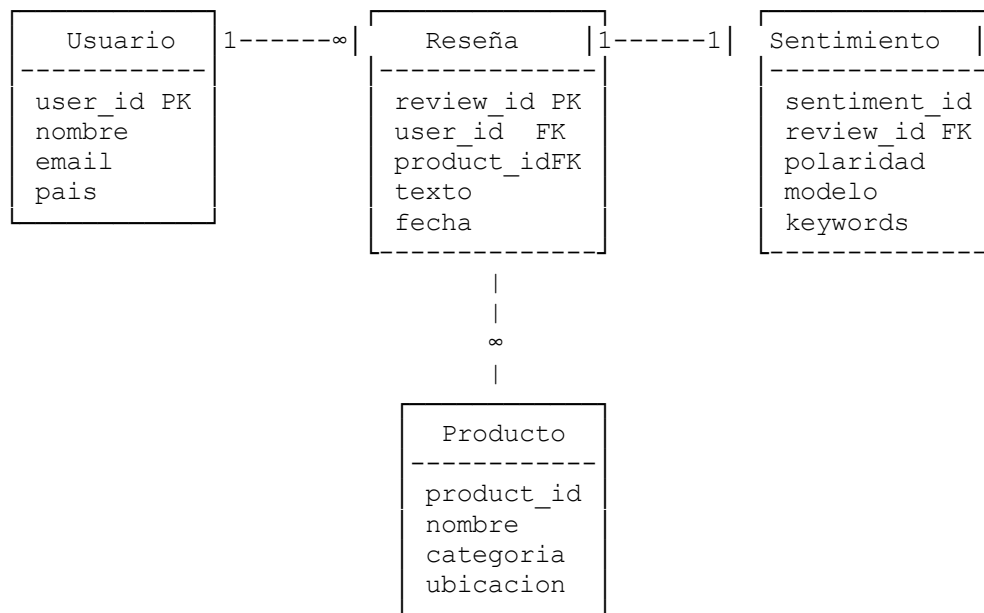 Usuario 1------∞| Reseña |1------1| Sentimiento |
----------- ------------- -------------
user_id PK review_id PK sentiment_id
nombre user_id FK review_id FK
email product_idFK polaridad
pais texto modelo
fecha keywords
------------- -------------
|
|
∞
|
Producto
-----------
product_id
nombre
categoria
ubicacion